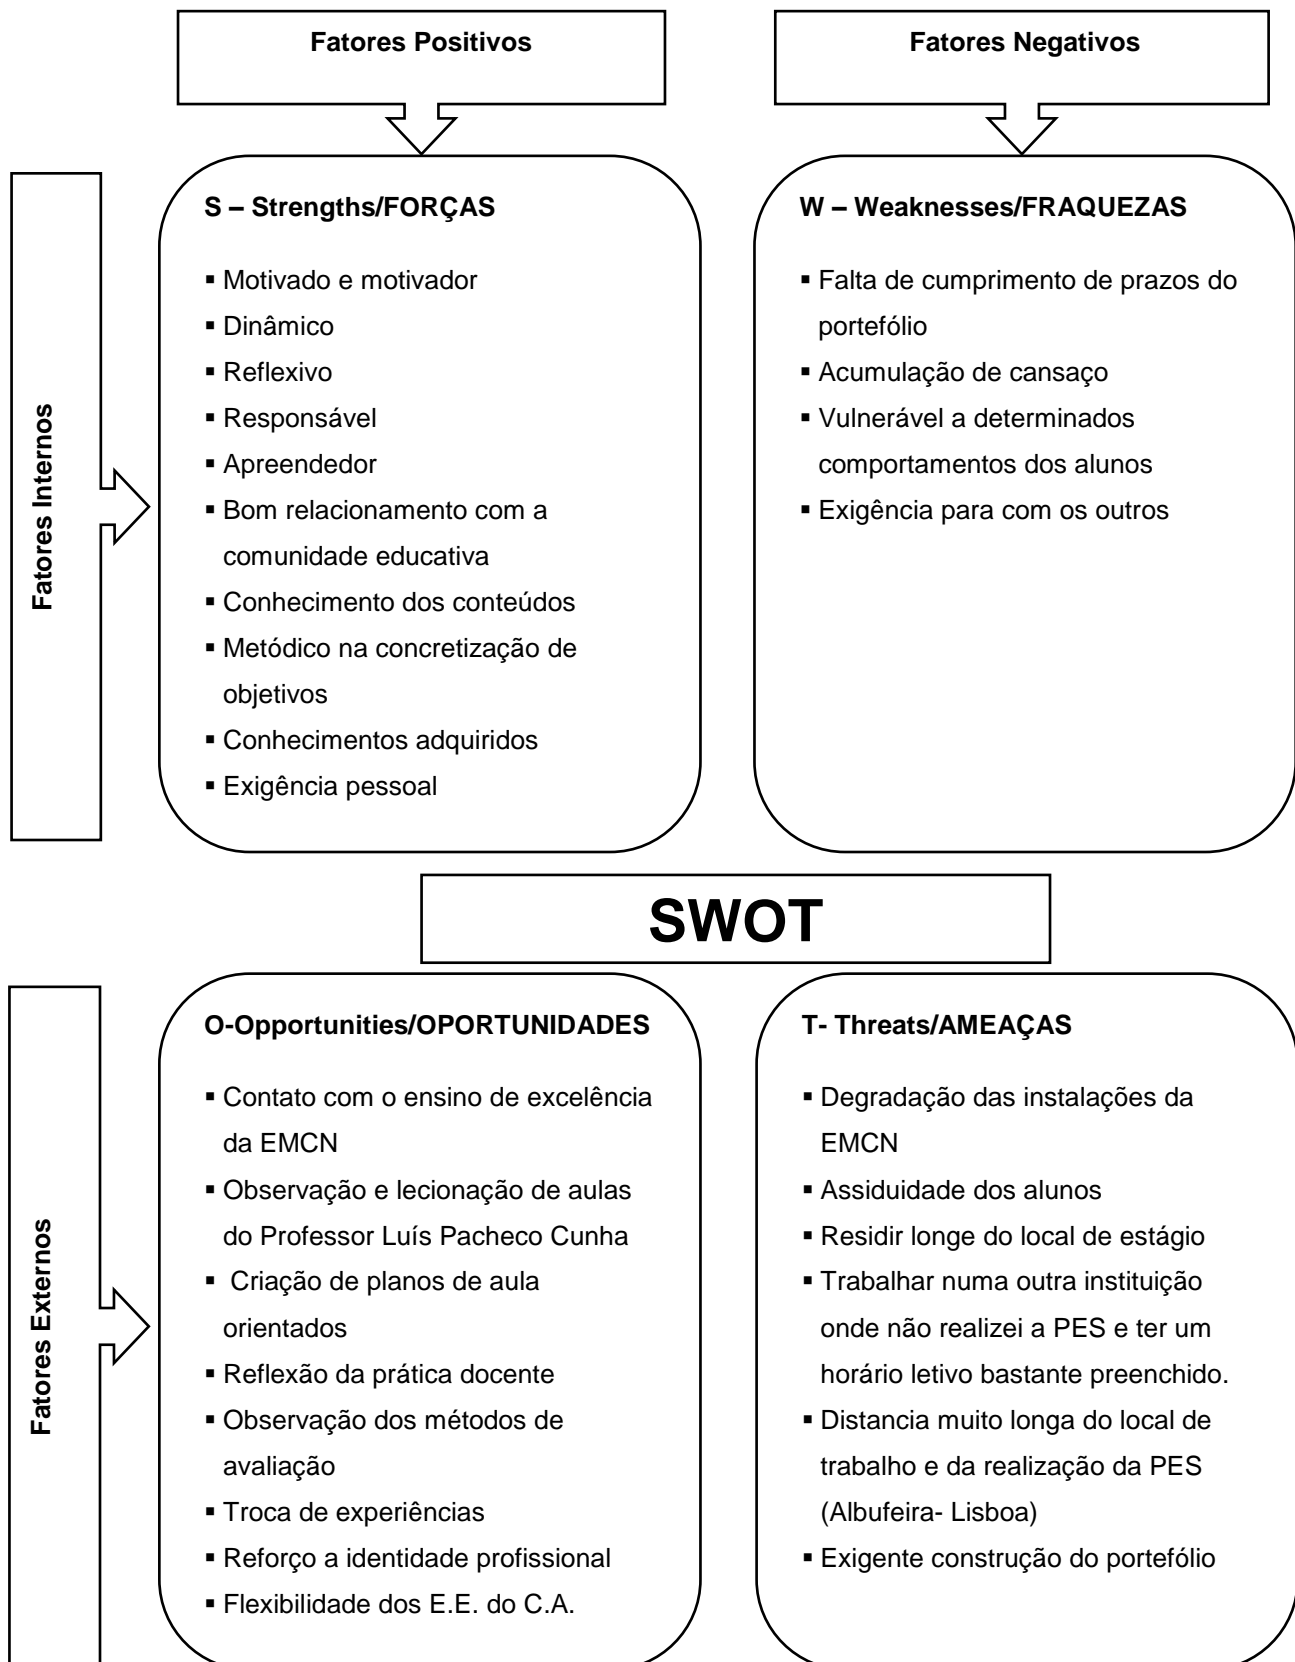 Fatores Positivos
Fatores Negativos
Fatores Internos
S – Strengths/FORÇAS
▪ Motivado e motivador
▪ Dinâmico
▪ Reflexivo
▪ Responsável
▪ Apreendedor
▪ Bom relacionamento com a
comunidade educativa
▪ Conhecimento dos conteúdos
▪ Metódico na concretização de
objetivos
▪ Conhecimentos adquiridos
▪ Exigência pessoal
W – Weaknesses/FRAQUEZAS
▪ Falta de cumprimento de prazos do
portefólio
▪ Acumulação de cansaço
▪ Vulnerável a determinados
comportamentos dos alunos
▪ Exigência para com os outros
SWOT
Fatores Externos
O-Opportunities/OPORTUNIDADES
▪ Contato com o ensino de excelência
da EMCN
▪ Observação e lecionação de aulas
do Professor Luís Pacheco Cunha
▪ Criação de planos de aula
orientados
▪ Reflexão da prática docente
▪ Observação dos métodos de
avaliação
▪ Troca de experiências
▪ Reforço a identidade profissional
▪ Flexibilidade dos E.E. do C.A.
T- Threats/AMEAÇAS
▪ Degradação das instalações da
EMCN
▪ Assiduidade dos alunos
▪ Residir longe do local de estágio
▪ Trabalhar numa outra instituição
onde não realizei a PES e ter um
horário letivo bastante preenchido.
▪ Distancia muito longa do local de
trabalho e da realização da PES
(Albufeira- Lisboa)
▪ Exigente construção do portefólio